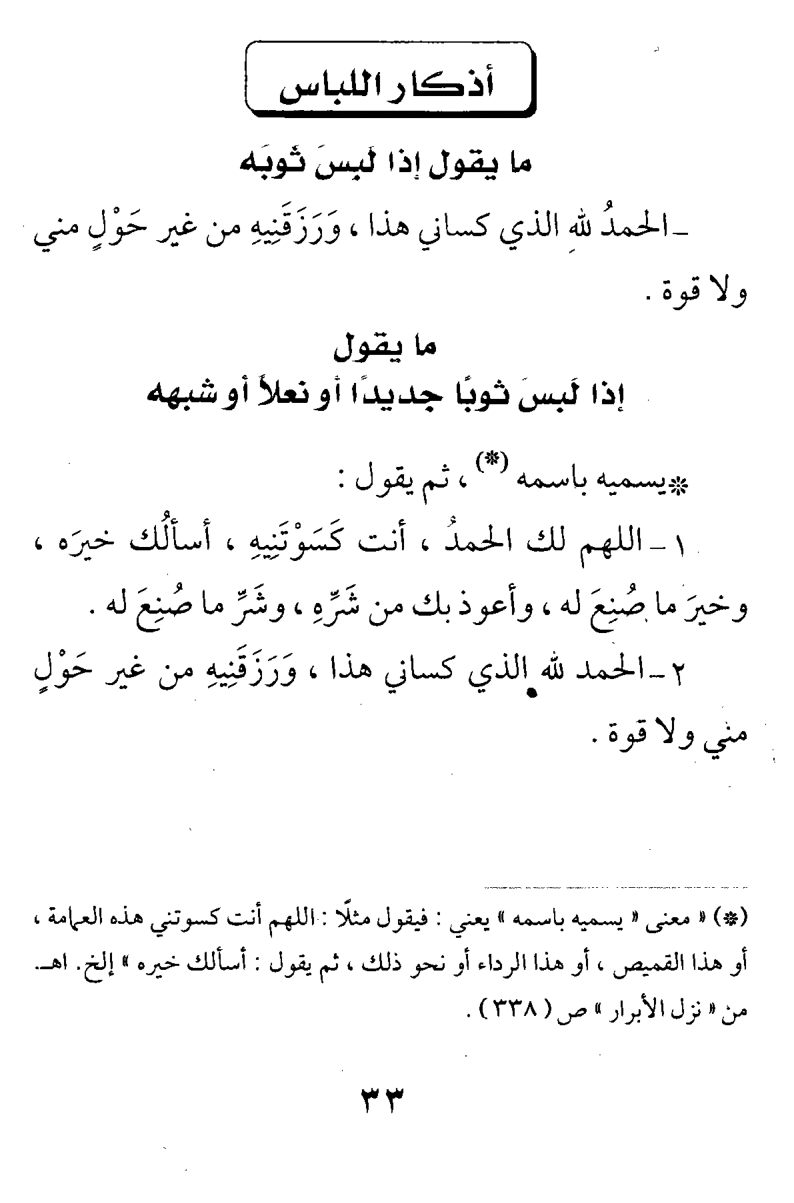 أذكار اللباس
ما يقول إذا لَبسَ ثَوبَه
ـ الحمدُ للهِ الذي كساني هذا ، وَرَزَقَنِيهِ من غير حَوْلٍ مني
ولا قوة .
ما يقول
إذا لَبسَ ثوبًا جديدًا أو نعلاً أو شبهه
* يسميه باسمه (*) ، ثم يقول :
١ ـ اللهم لك الحمدُ ، أنت كَسَوْتَنِيهِ ، أسألُك خيرَه ،
وخيرَ ما صُنِعَ له ، وأعوذ بك من شَرِّهِ ، وشَرِّ ما صُنِعَ له .
٢ ـ الحمد لله الذي كساني هذا ، وَرَزَقَنِيهِ من غير حَوْلٍ
مني ولا قوة .
(*) « معنى « يسميه باسمه » يعني : فيقول مثلًا : اللهم أنت كسوتني هذه العمامة ،
أو هذا القميص ، أو هذا الرداء أو نحو ذلك ، ثم يقول : أسألك خيره » إلخ. اهـ.
من « نزل الأبرار » ص ( ٣٣٨ ) .
٣٣